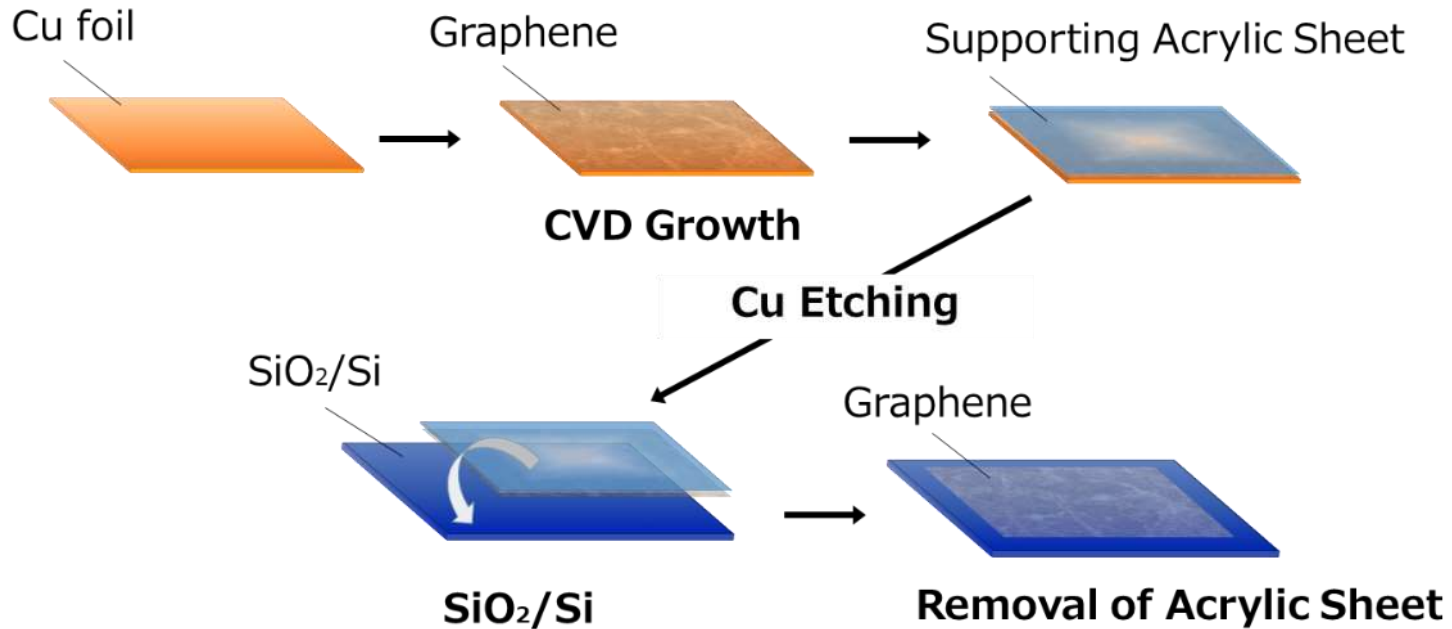 Cu foil
Graphene
Supporting Acrylic Sheet
CVD Growth
Cu Etching
SiO₂/Si
Graphene
SiO₂/Si
Removal of Acrylic Sheet